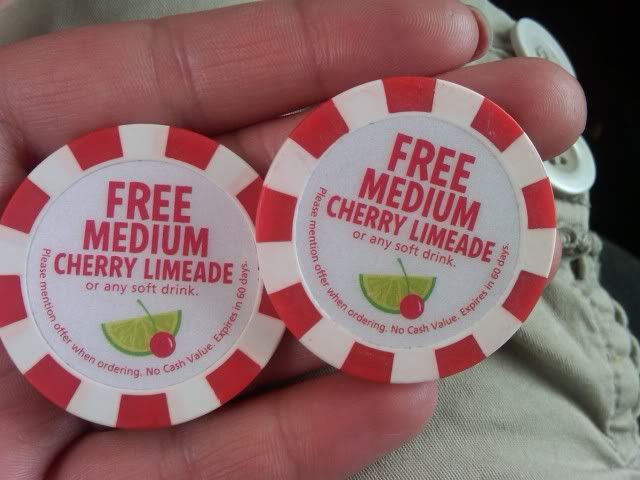 FREE
MEDIUM
CHERRY LIMEADE
or any soft drink.
Please mention offer when ordering. No Cash Value. Expires in 60 days.
FREE
MEDIUM
CHERRY LIMEADE
or any soft drink.
Please mention offer when ordering. No Cash Value. Expires in 60 days.